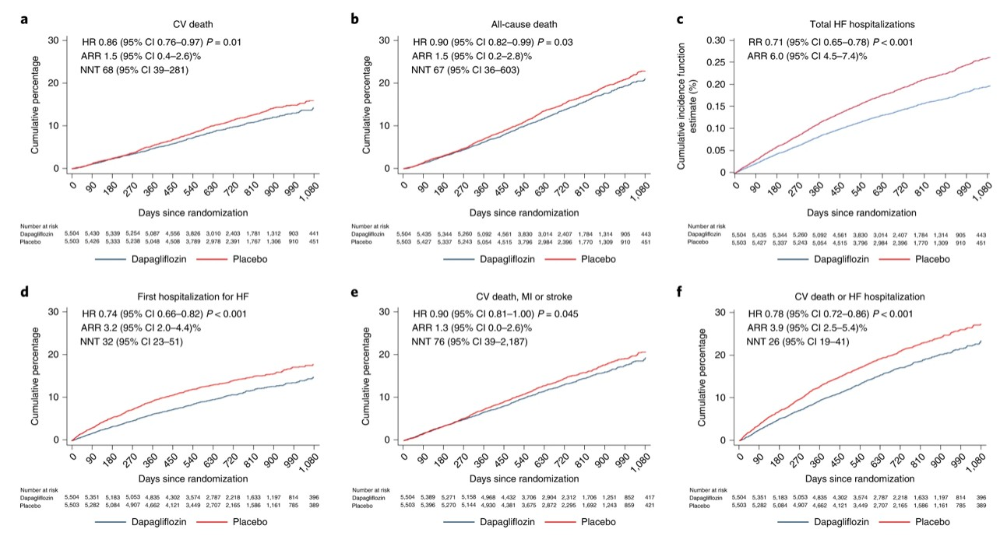 a
CV death
HR 0.86 (95% CI 0.76–0.97) P = 0.01
ARR 1.5 (95% CI 0.4–2.6)%
NNT 68 (95% CI 39–281)
Cumulative percentage
30
20
10
0
0 90 180 270 360 450 540 630 720 810 900 990 1,080
Days since randomization
Number at risk
Dapagliflozin 5,504 5,430 5,339 5,254 5,087 4,556 3,826 3,010 2,403 1,781 1,312 903 441
Placebo 5,503 5,426 5,333 5,238 5,048 4,508 3,789 2,978 2,391 1,767 1,306 910 451
Dapagliflozin Placebo
b
All-cause death
HR 0.90 (95% CI 0.82–0.99) P = 0.03
ARR 1.5 (95% CI 0.2–2.8)%
NNT 67 (95% CI 36–603)
Cumulative percentage
30
20
10
0
0 90 180 270 360 450 540 630 720 810 900 990 1,080
Days since randomization
Number at risk
Dapagliflozin 5,504 5,435 5,344 5,260 5,092 4,561 3,830 3,014 2,407 1,784 1,314 905 443
Placebo 5,503 5,427 5,337 5,243 5,054 4,515 3,796 2,984 2,396 1,770 1,309 910 451
Dapagliflozin Placebo
c
Total HF hospitalizations
RR 0.71 (95% CI 0.65–0.78) P < 0.001
ARR 6.0 (95% CI 4.5–7.4)%
Cumulative incidence function
estimate (%)
0.30
0.25
0.20
0.15
0.10
0.05
0
0 90 180 270 360 450 540 630 720 810 900 990 1,080
Days since randomization
Number at risk
Dapagliflozin 5,504 5,435 5,344 5,260 5,092 4,561 3,830 3,014 2,407 1,784 1,314 905 443
Placebo 5,503 5,427 5,337 5,243 5,054 4,515 3,796 2,984 2,396 1,770 1,309 910 451
Dapagliflozin Placebo
d
First hospitalization for HF
HR 0.74 (95% CI 0.66–0.82) P < 0.001
ARR 3.2 (95% CI 2.0–4.4)%
NNT 32 (95% CI 23–51)
Cumulative percentage
30
20
10
0
0 90 180 270 360 450 540 630 720 810 900 990 1,080
Days since randomization
Number at risk
Dapagliflozin 5,504 5,351 5,183 5,053 4,835 4,302 3,574 2,787 2,218 1,633 1,197 814 396
Placebo 5,503 5,282 5,084 4,907 4,662 4,121 3,449 2,707 2,165 1,586 1,161 785 389
Dapagliflozin Placebo
e
CV death, MI or stroke
HR 0.90 (95% CI 0.81–1.00) P = 0.045
ARR 1.3 (95% CI 0.0–2.6)%
NNT 76 (95% CI 39–2,187)
Cumulative percentage
30
20
10
0
0 90 180 270 360 450 540 630 720 810 900 990 1,080
Days since randomization
Number at risk
Dapagliflozin 5,504 5,389 5,271 5,158 4,968 4,432 3,706 2,904 2,312 1,706 1,251 852 417
Placebo 5,503 5,396 5,270 5,144 4,930 4,381 3,675 2,872 2,295 1,692 1,243 859 421
Dapagliflozin Placebo
f
CV death or HF hospitalization
HR 0.78 (95% CI 0.72–0.86) P < 0.001
ARR 3.9 (95% CI 2.5–5.4)%
NNT 26 (95% CI 19–41)
Cumulative percentage
30
20
10
0
0 90 180 270 360 450 540 630 720 810 900 990 1,080
Days since randomization
Number at risk
Dapagliflozin 5,504 5,351 5,183 5,053 4,835 4,302 3,574 2,787 2,218 1,633 1,197 814 396
Placebo 5,503 5,282 5,084 4,907 4,662 4,121 3,449 2,707 2,165 1,586 1,161 785 389
Dapagliflozin Placebo